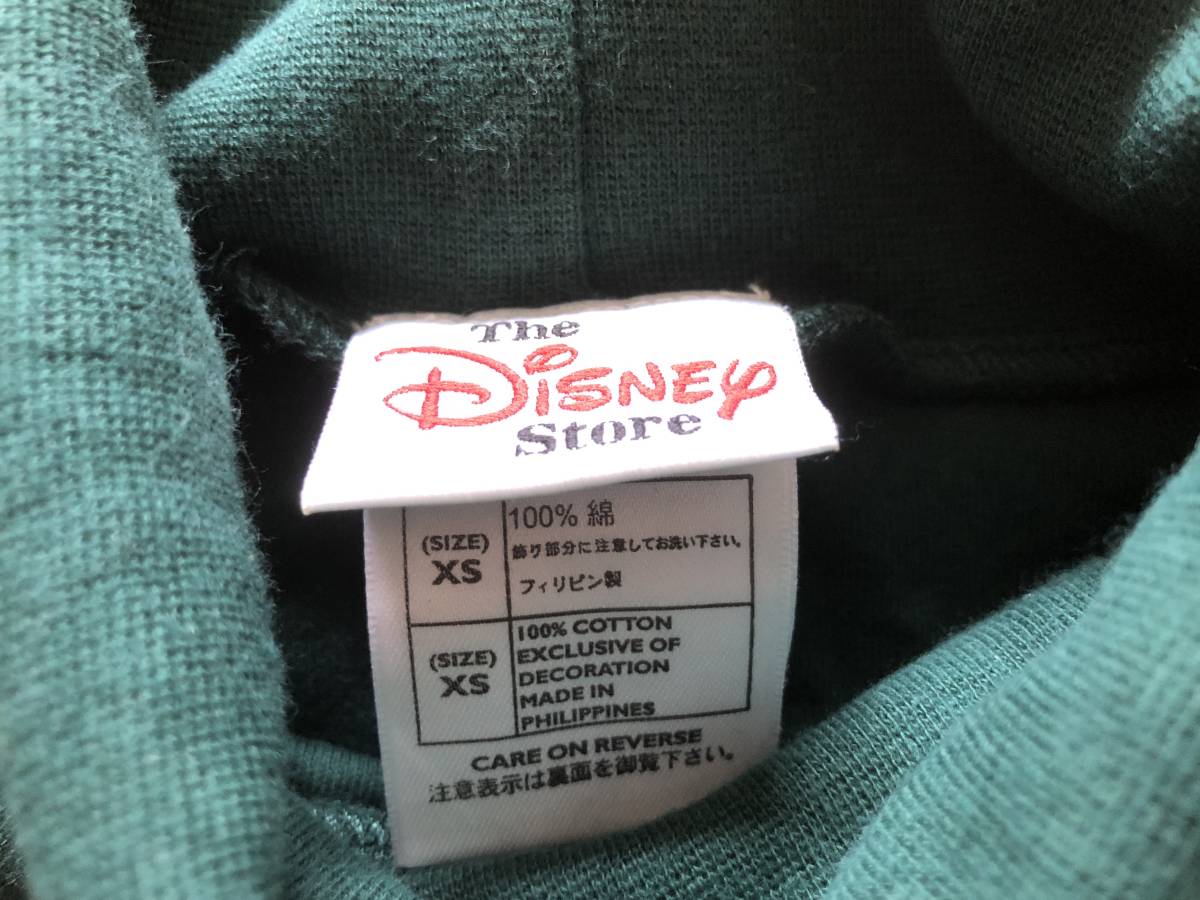 The
Disney
Store
(SIZE)
XS
100% 綿
飾り部分に注意してお洗い下さい。
フィリピン製
(SIZE)
XS
100% COTTON
EXCLUSIVE OF
DECORATION
MADE IN
PHILIPPINES
CARE ON REVERSE
注意表示は裏面を御覧下さい。